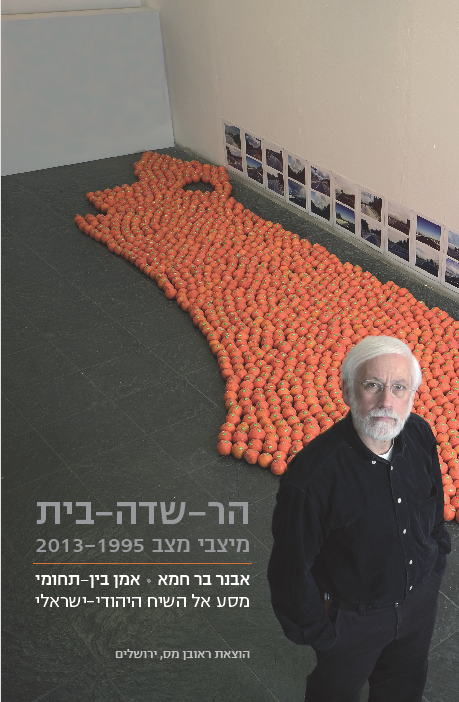 הר-שדה-בית
מיצבי מצב 2013-1995
אבנר בר חמא • אמן בין-תחומי
מסע אל השיח היהודי-ישראלי
הוצאת ראובן מס, ירושלים